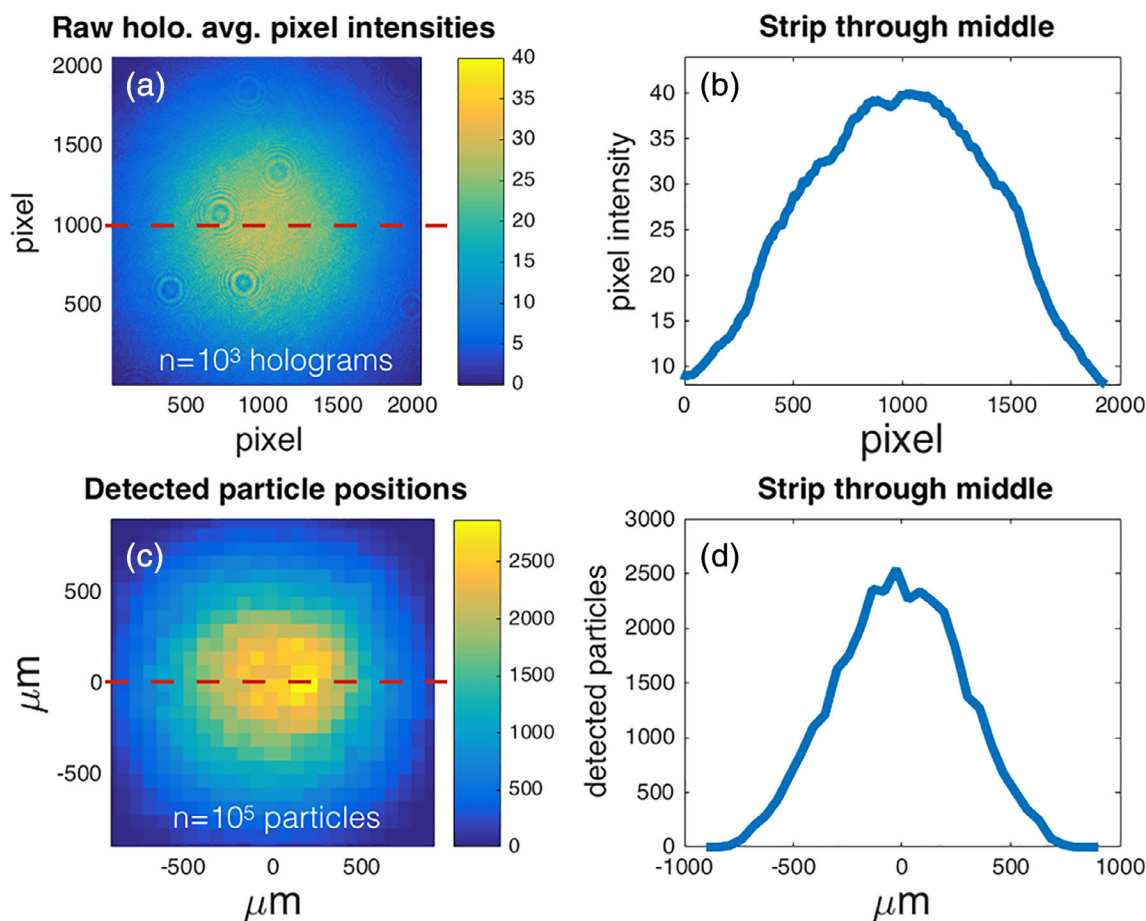 Raw holo. avg. pixel intensities
(a)
2000
1500
1000
500
pixel
500 1000 1500 2000
pixel
n=10³ holograms
40
35
30
25
20
15
10
5
0
Strip through middle
(b)
40
35
30
25
20
15
10
pixel intensity
0 500 1000 1500 2000
pixel
Detected particle positions
(c)
500
0
-500
μm
n=10⁵ particles
-500 0 500
μm
2500
2000
1500
1000
500
0
Strip through middle
(d)
3000
2500
2000
1500
1000
500
0
detected particles
-1000 -500 0 500 1000
μm